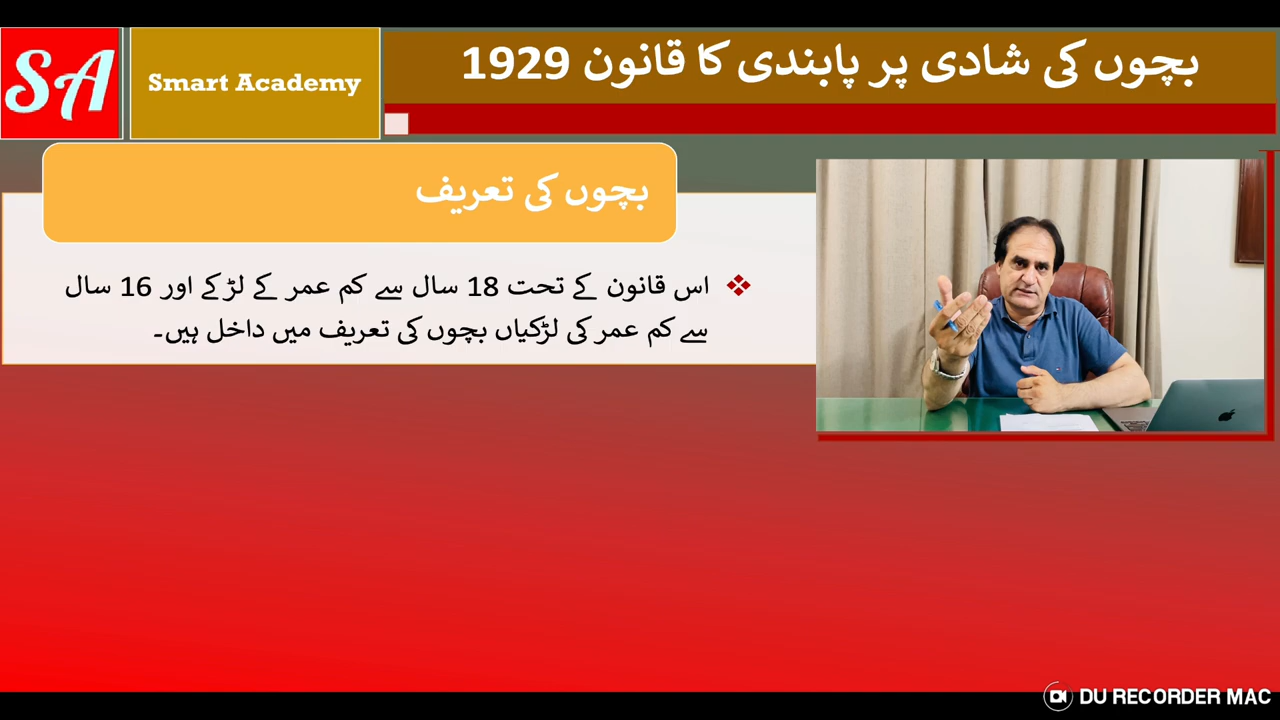 SA
Smart Academy
بچوں کی شادی پر پابندی کا قانون 1929
بچوں کی تعریف
اس قانون کے تحت 18 سال سے کم عمر کے لڑکے اور 16 سال
سے کم عمر کی لڑکیاں بچوں کی تعریف میں داخل ہیں۔
DU RECORDER MAC